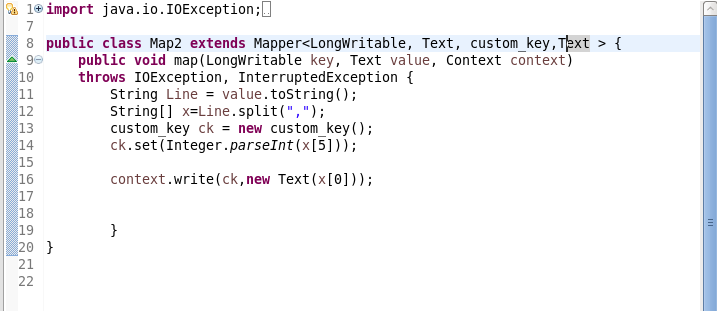 1 import java.io.IOException;
7
8 public class Map2 extends Mapper<LongWritable, Text, custom_key,Text > {
9 public void map(LongWritable key, Text value, Context context)
10 throws IOException, InterruptedException {
11 String Line = value.toString();
12 String[] x=Line.split(",");
13 custom_key ck = new custom_key();
14 ck.set(Integer.parseInt(x[5]));
15
16 context.write(ck,new Text(x[0]));
17
18
19 }
20 }
21
22